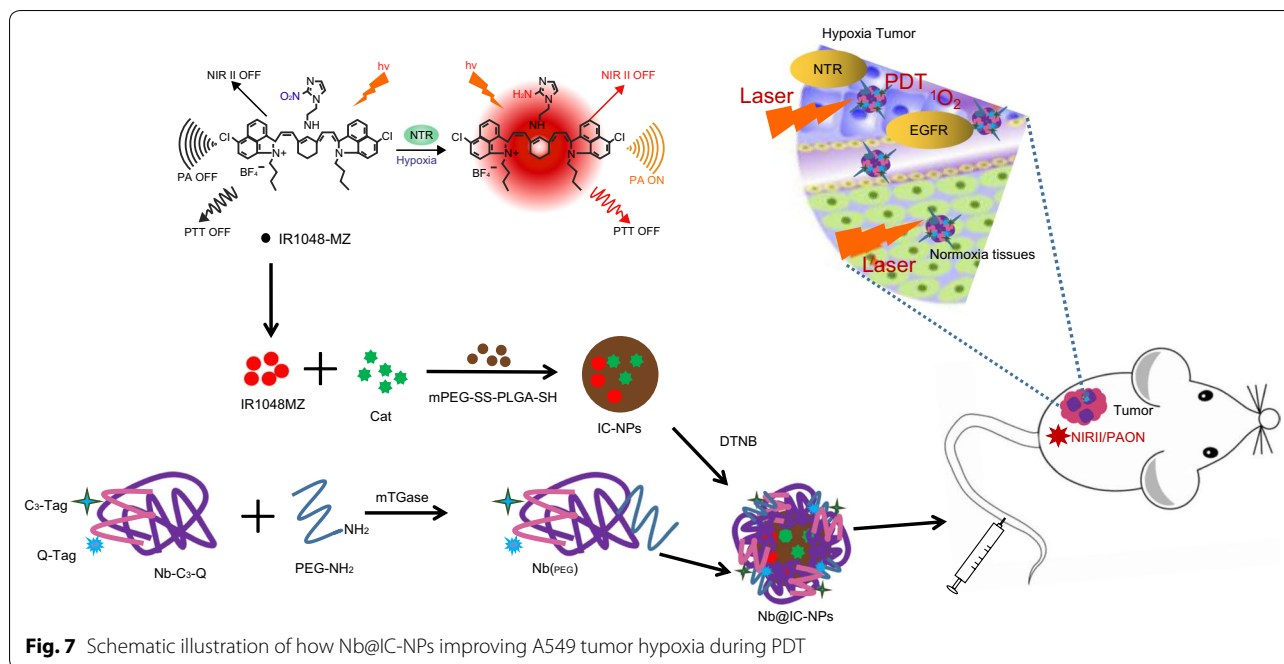 NIR II OFF
O₂N
N
N
NH
hv
Cl
Cl
N⁺
N
BF₄⁻
PA OFF
PTT OFF
NTR
Hypoxia
hv
H₂N
N
N
NH
NIR II OFF
Cl
Cl
N⁺
N
BF₄⁻
PA ON
PTT OFF
• IR1048-MZ
Hypoxia Tumor
NTR
Laser
PDT
¹O₂
EGFR
Laser
Normoxia tissues
IR1048MZ
Cat
mPEG-SS-PLGA-SH
IC-NPs
DTNB
Tumor
NIRII/PAON
C₃-Tag
Q-Tag
Nb-C₃-Q
NH₂
PEG-NH₂
mTGase
Nb(PEG)
Nb@IC-NPs
Fig. 7 Schematic illustration of how Nb@IC-NPs improving A549 tumor hypoxia during PDT